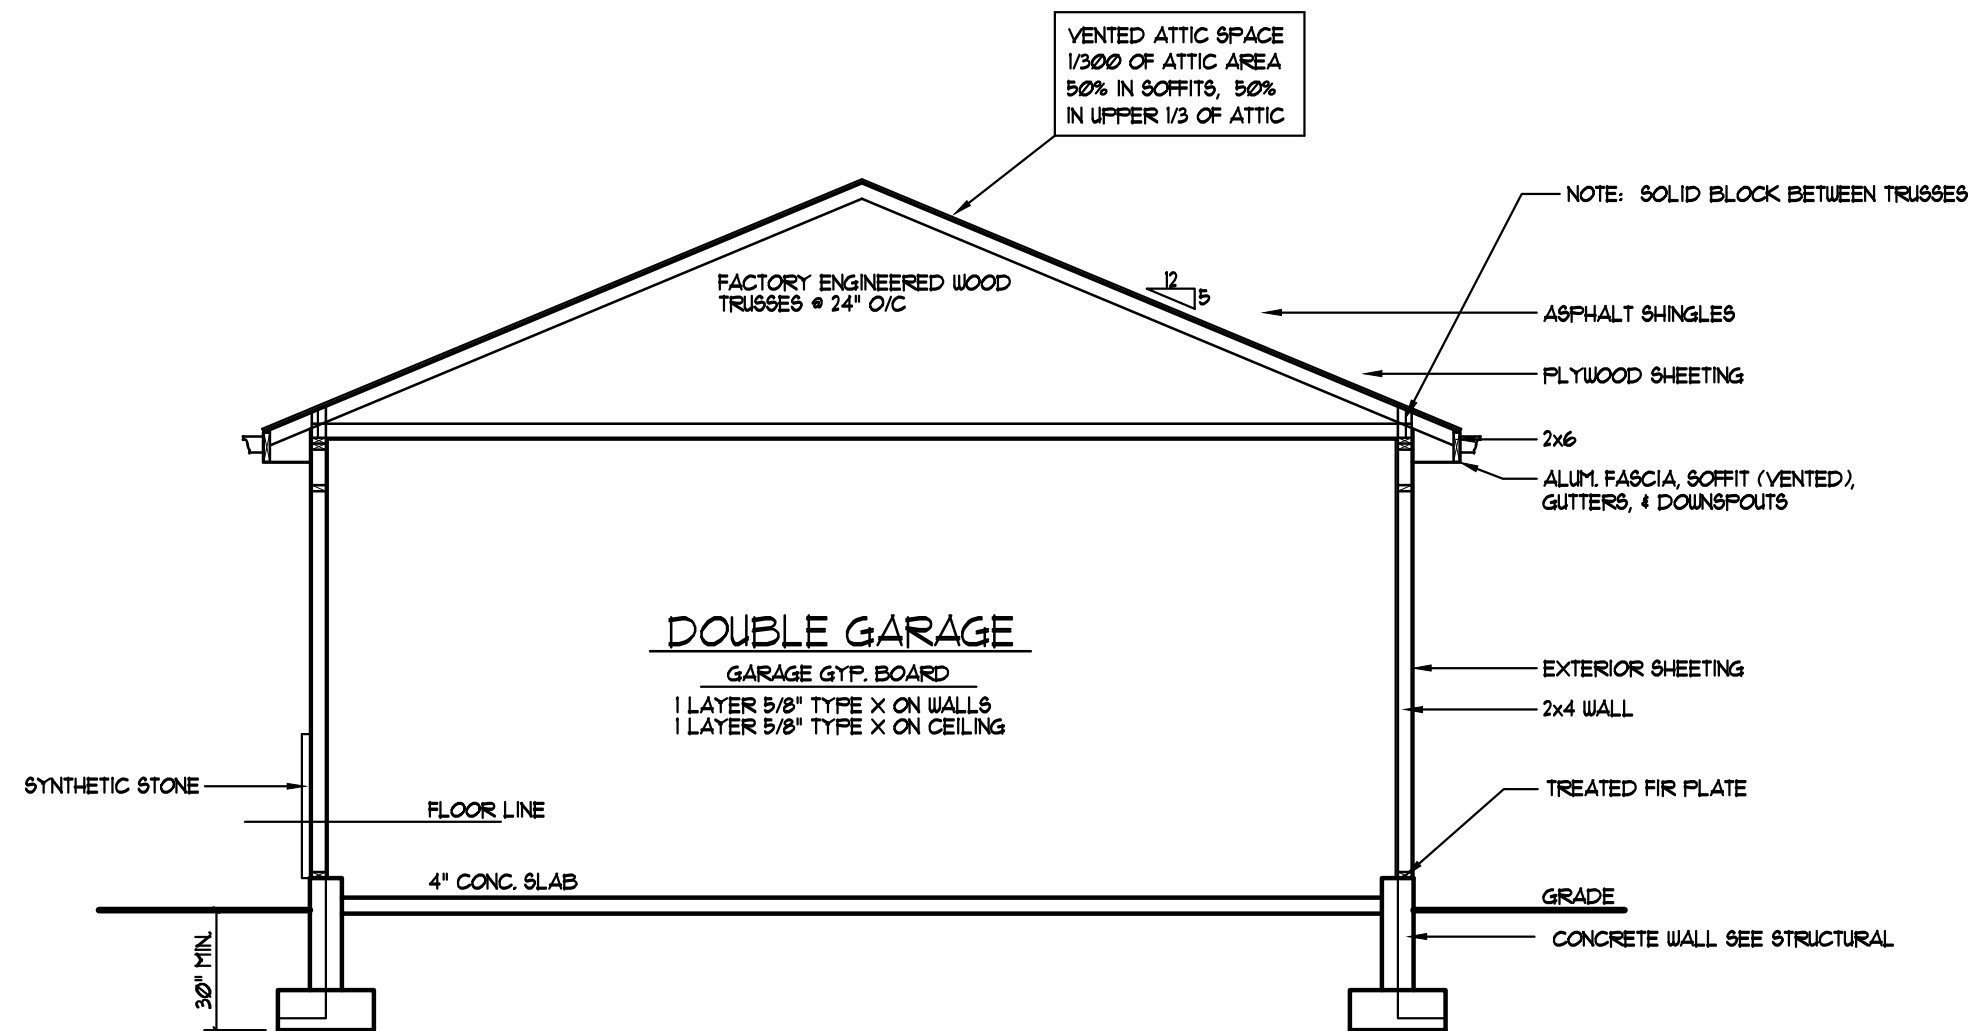 VENTED ATTIC SPACE
1/300 OF ATTIC AREA
50% IN SOFFITS, 50%
IN UPPER 1/3 OF ATTIC
NOTE: SOLID BLOCK BETWEEN TRUSSES
FACTORY ENGINEERED WOOD
TRUSSES @ 24" O/C
12
5
ASPHALT SHINGLES
PLYWOOD SHEETING
2x6
ALUM. FASCIA, SOFFIT (VENTED),
GUTTERS, & DOWNSPOUTS
DOUBLE GARAGE
GARAGE GYP. BOARD
1 LAYER 5/8" TYPE X ON WALLS
1 LAYER 5/8" TYPE X ON CEILING
EXTERIOR SHEETING
2x4 WALL
SYNTHETIC STONE
TREATED FIR PLATE
FLOOR LINE
4" CONC. SLAB
GRADE
CONCRETE WALL SEE STRUCTURAL
30" MIN.